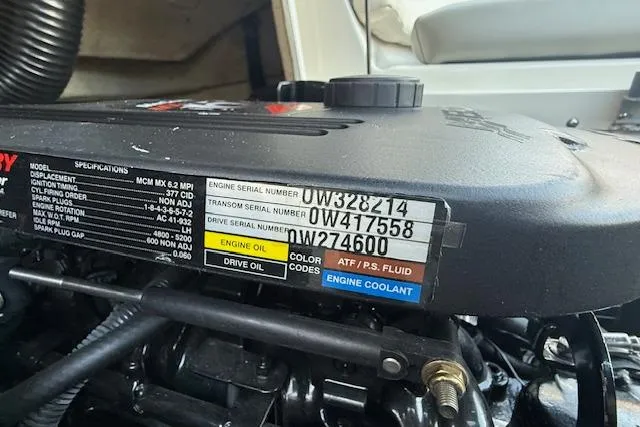 BY
SPECIFICATIONS
MODEL MCM MX 6.2 MPI
DISPLACEMENT 377 CID
IGNITION TIMING NON ADJ
CYL FIRING ORDER 1-8-4-3-6-5-7-2
SPARK PLUGS AC 41-932
ENGINE ROTATION LH
MAX W.O.T. RPM 4800 - 5200
IDLE RPM 600 NON ADJ
SPARK PLUG GAP 0.060
ENGINE SERIAL NUMBER 0W328214
TRANSOM SERIAL NUMBER 0W417558
DRIVE SERIAL NUMBER 0W274600
ENGINE OIL
DRIVE OIL
COLOR
CODES
ATF / P.S. FLUID
ENGINE COOLANT